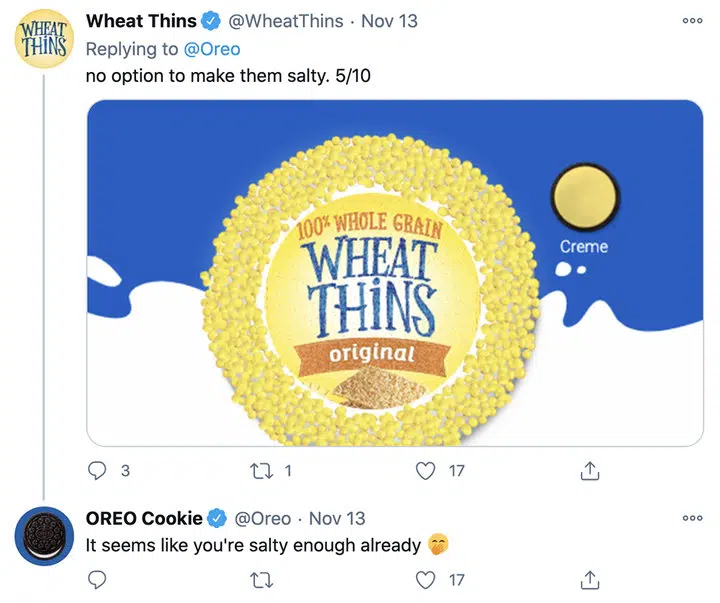 WHEAT THINS
Wheat Thins @WheatThins · Nov 13
Replying to @Oreo
no option to make them salty. 5/10
100% WHOLE GRAIN
WHEAT
THINS
original
Creme
3 1 17
OREO Cookie @Oreo · Nov 13
It seems like you're salty enough already 🤭
17